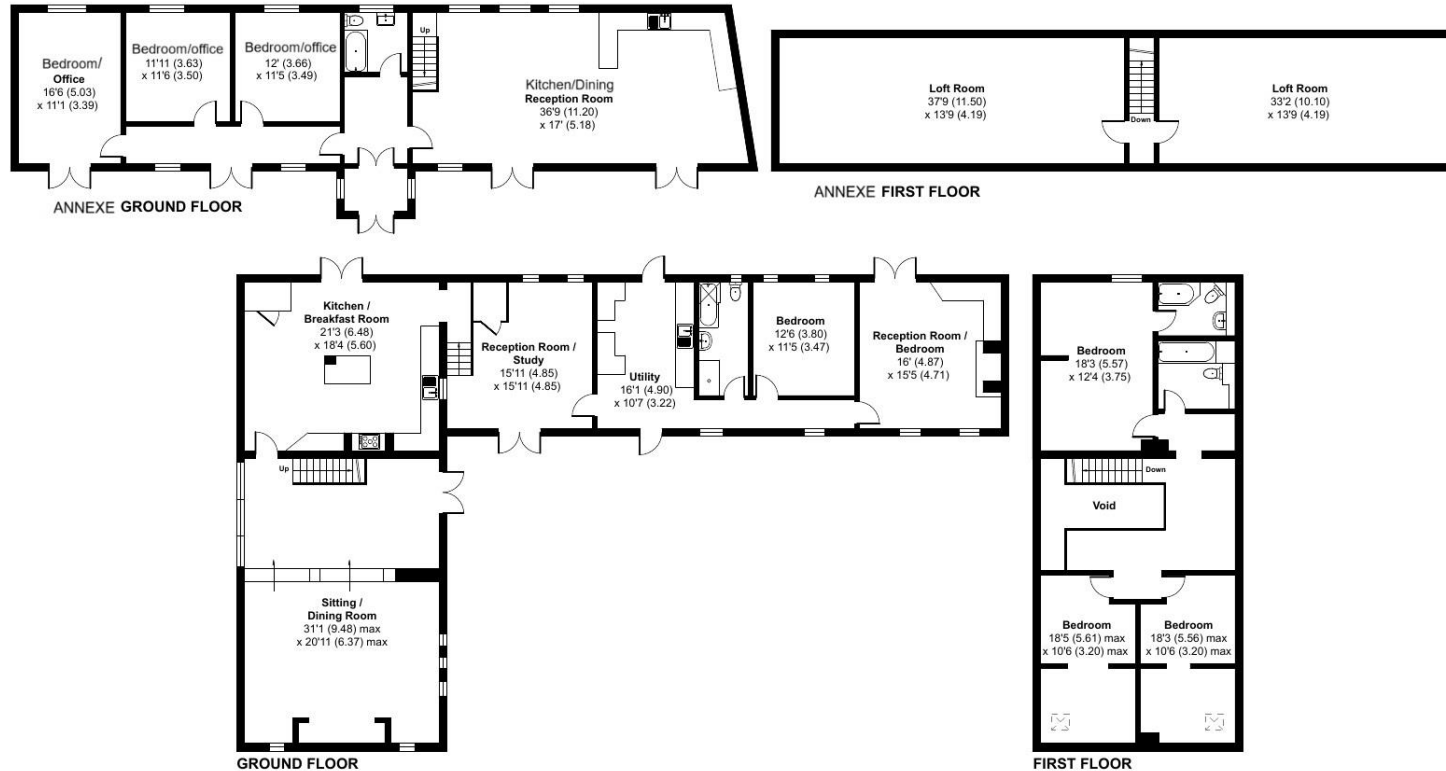 Bedroom/
Office
16'6 (5.03)
x 11'1 (3.39)
Bedroom/office
11'11 (3.63)
x 11'6 (3.50)
Bedroom/office
12' (3.66)
x 11'5 (3.49)
Up
Kitchen/Dining
Reception Room
36'9 (11.20)
x 17' (5.18)
ANNEXE GROUND FLOOR
Loft Room
37'9 (11.50)
x 13'9 (4.19)
Down
Loft Room
33'2 (10.10)
x 13'9 (4.19)
ANNEXE FIRST FLOOR
Kitchen /
Breakfast Room
21'3 (6.48)
x 18'4 (5.60)
Reception Room /
Study
15'11 (4.85)
x 15'11 (4.85)
Utility
16'1 (4.90)
x 10'7 (3.22)
Bedroom
12'6 (3.80)
x 11'5 (3.47)
Reception Room /
Bedroom
16' (4.87)
x 15'5 (4.71)
Up
Sitting /
Dining Room
31'1 (9.48) max
x 20'11 (6.37) max
GROUND FLOOR
Bedroom
18'3 (5.57)
x 12'4 (3.75)
Down
Void
Bedroom
18'5 (5.61) max
x 10'6 (3.20) max
Bedroom
18'3 (5.56) max
x 10'6 (3.20) max
FIRST FLOOR